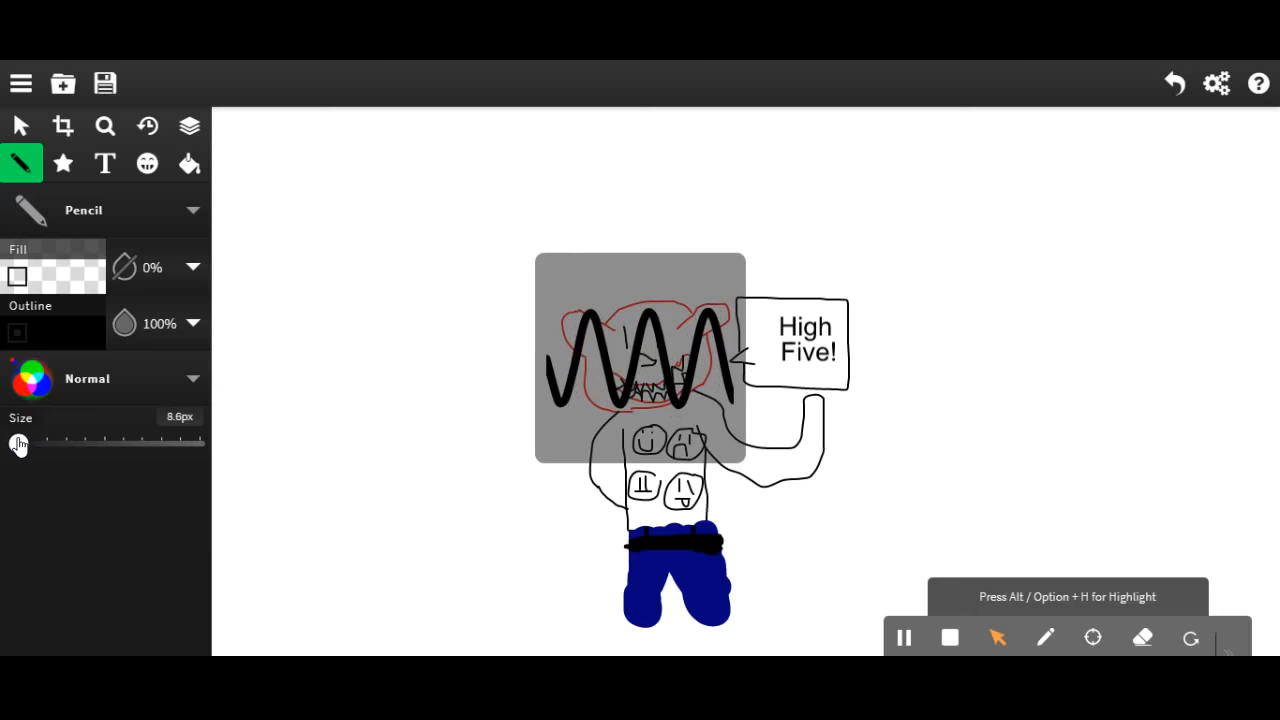 Pencil
Fill
0%
Outline
100%
Normal
Size
8.6px
High
Five!
Press Alt / Option + H for Highlight